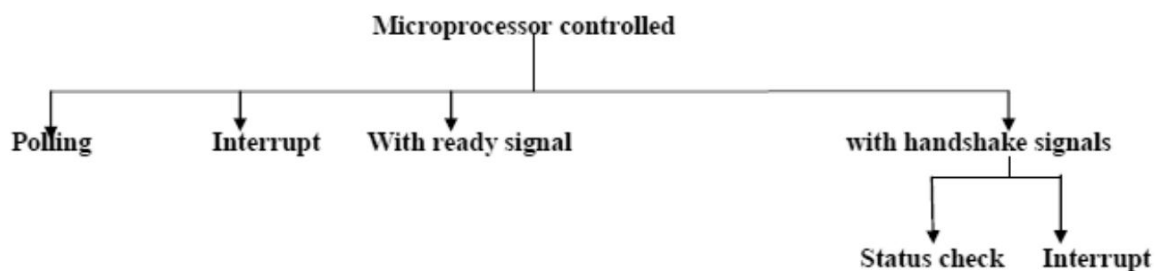 Microprocessor controlled
Polling Interrupt With ready signal with handshake signals
Status check Interrupt